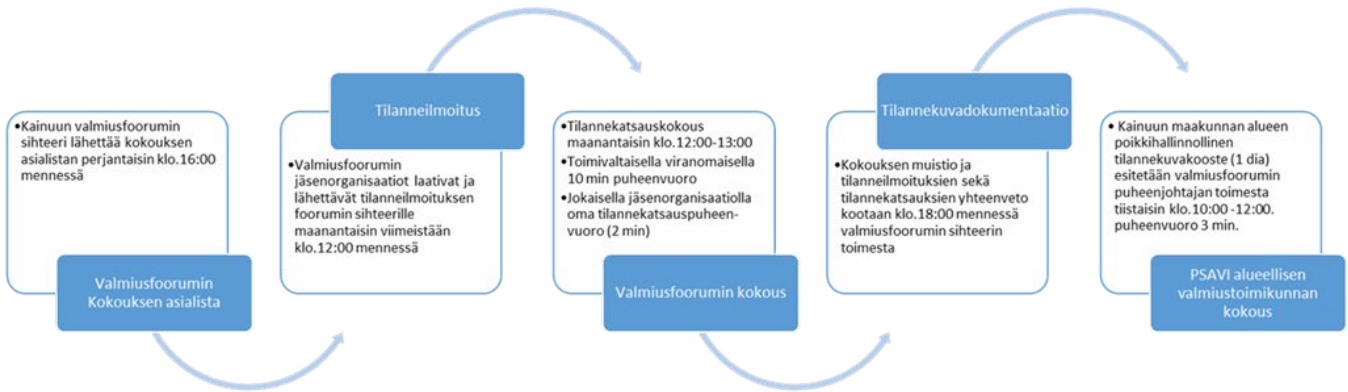 •Kainuun valmiusfoorumin
sihteeri lähettää kokouksen
asialistan perjantaisin klo.16:00
mennessä
Valmiusfoorumin
Kokouksen asialista
Tilanneilmoitus
•Valmiusfoorumin
jäsenorganisaatiot laativat ja
lähettävät tilanneilmoituksen
foorumin sihteerille
maanantaisin viimeistään
klo.12:00 mennessä
•Tilannekatsauskokous
maanantaisin klo.12:00-13:00
•Toimivaltaisella viranomaisella
10 min puheenvuoro
•Jokaisella jäsenorganisaatiolla
oma tilannekatsauspuheen-
vuoro (2 min)
Valmiusfoorumin kokous
Tilannekuvadokumentaatio
•Kokouksen muistio ja
tilanneilmoituksien sekä
tilannekatsauksien yhteenveto
kootaan klo.18:00 mennessä
valmiusfoorumin sihteerin
toimesta
• Kainuun maakunnan alueen
poikkihallinnollinen
tilannekuvakooste (1 dia)
esitetään valmiusfoorumin
puheenjohtajan toimesta
tiistaisin klo.10:00 -12:00.
puheenvuoro 3 min.
PSAVI alueellisen
valmiustoimikunnan
kokous